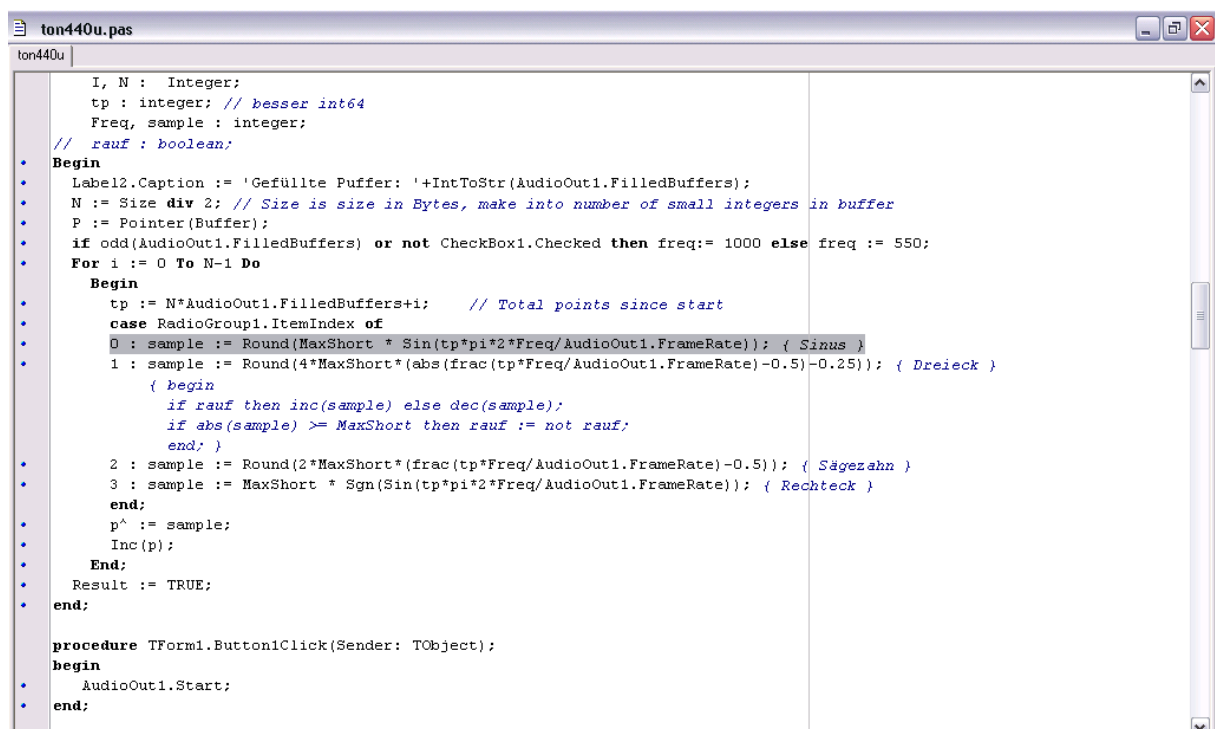 ton440u.pas
ton440u
I, N :  Integer;
tp : integer; // besser int64
Freq, sample : integer;
//  rauf : boolean;
Begin
Label2.Caption := 'Gefüllte Puffer: '+IntToStr(AudioOut1.FilledBuffers);
N := Size div 2; // Size is size in Bytes, make into number of small integers in buffer
P := Pointer(Buffer);
if odd(AudioOut1.FilledBuffers) or not CheckBox1.Checked then freq:= 1000 else freq := 550;
For i := 0 To N-1 Do
Begin
tp := N*AudioOut1.FilledBuffers+i;    // Total points since start
case RadioGroup1.ItemIndex of
0 : sample := Round(MaxShort * Sin(tp*pi*2*Freq/AudioOut1.FrameRate)); { Sinus }
1 : sample := Round(4*MaxShort*(abs(frac(tp*Freq/AudioOut1.FrameRate)-0.5)-0.25)); { Dreieck }
{ begin
if rauf then inc(sample) else dec(sample);
if abs(sample) >= MaxShort then rauf := not rauf;
end; }
2 : sample := Round(2*MaxShort*(frac(tp*Freq/AudioOut1.FrameRate)-0.5)); { Sägezahn }
3 : sample := MaxShort * Sgn(Sin(tp*pi*2*Freq/AudioOut1.FrameRate)); { Rechteck }
end;
p^ := sample;
Inc(p);
End;
Result := TRUE;
end;
procedure TForm1.Button1Click(Sender: TObject);
begin
AudioOut1.Start;
end;